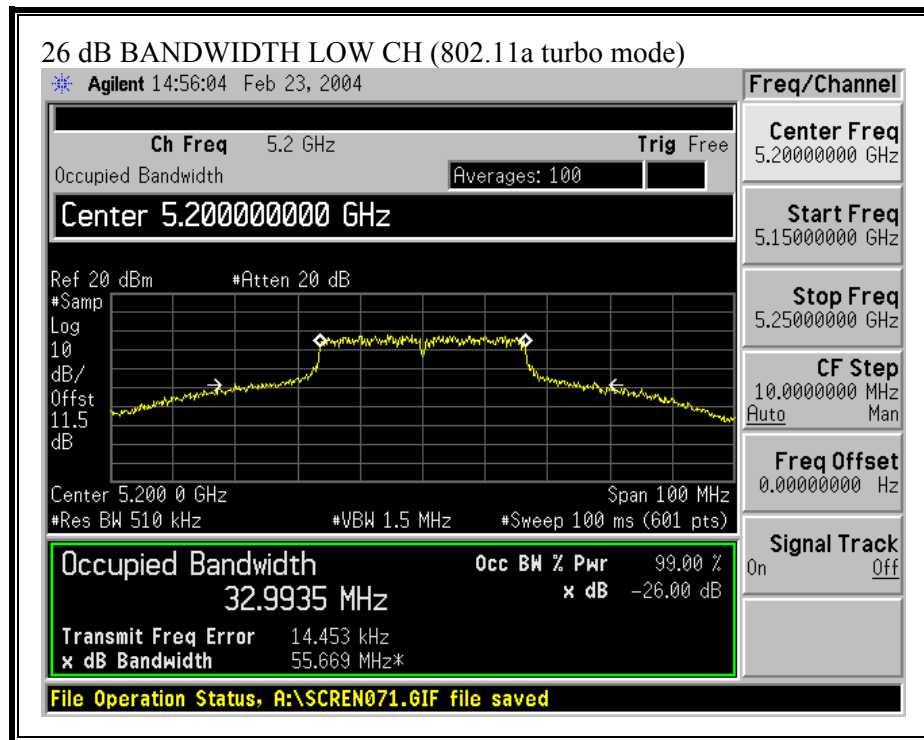 26 dB BANDWIDTH LOW CH (802.11a turbo mode)
Agilent 14:56:04 Feb 23, 2004
Freq/Channel
Ch Freq 5.2 GHz Trig Free
Occupied Bandwidth Averages: 100
Center 5.200000000 GHz
Ref 20 dBm #Atten 20 dB
#Samp
Log
10
dB/
Offst
11.5
dB
Center 5.200 0 GHz Span 100 MHz
#Res BW 510 kHz #VBW 1.5 MHz #Sweep 100 ms (601 pts)
Occupied Bandwidth Occ BW % Pwr 99.00 %
32.9935 MHz x dB -26.00 dB
Transmit Freq Error 14.453 kHz
x dB Bandwidth 55.669 MHz*
Center Freq
5.20000000 GHz
Start Freq
5.15000000 GHz
Stop Freq
5.25000000 GHz
CF Step
10.0000000 MHz
Auto Man
Freq Offset
0.00000000 Hz
Signal Track
On Off
File Operation Status, A:\SCREN071.GIF file saved